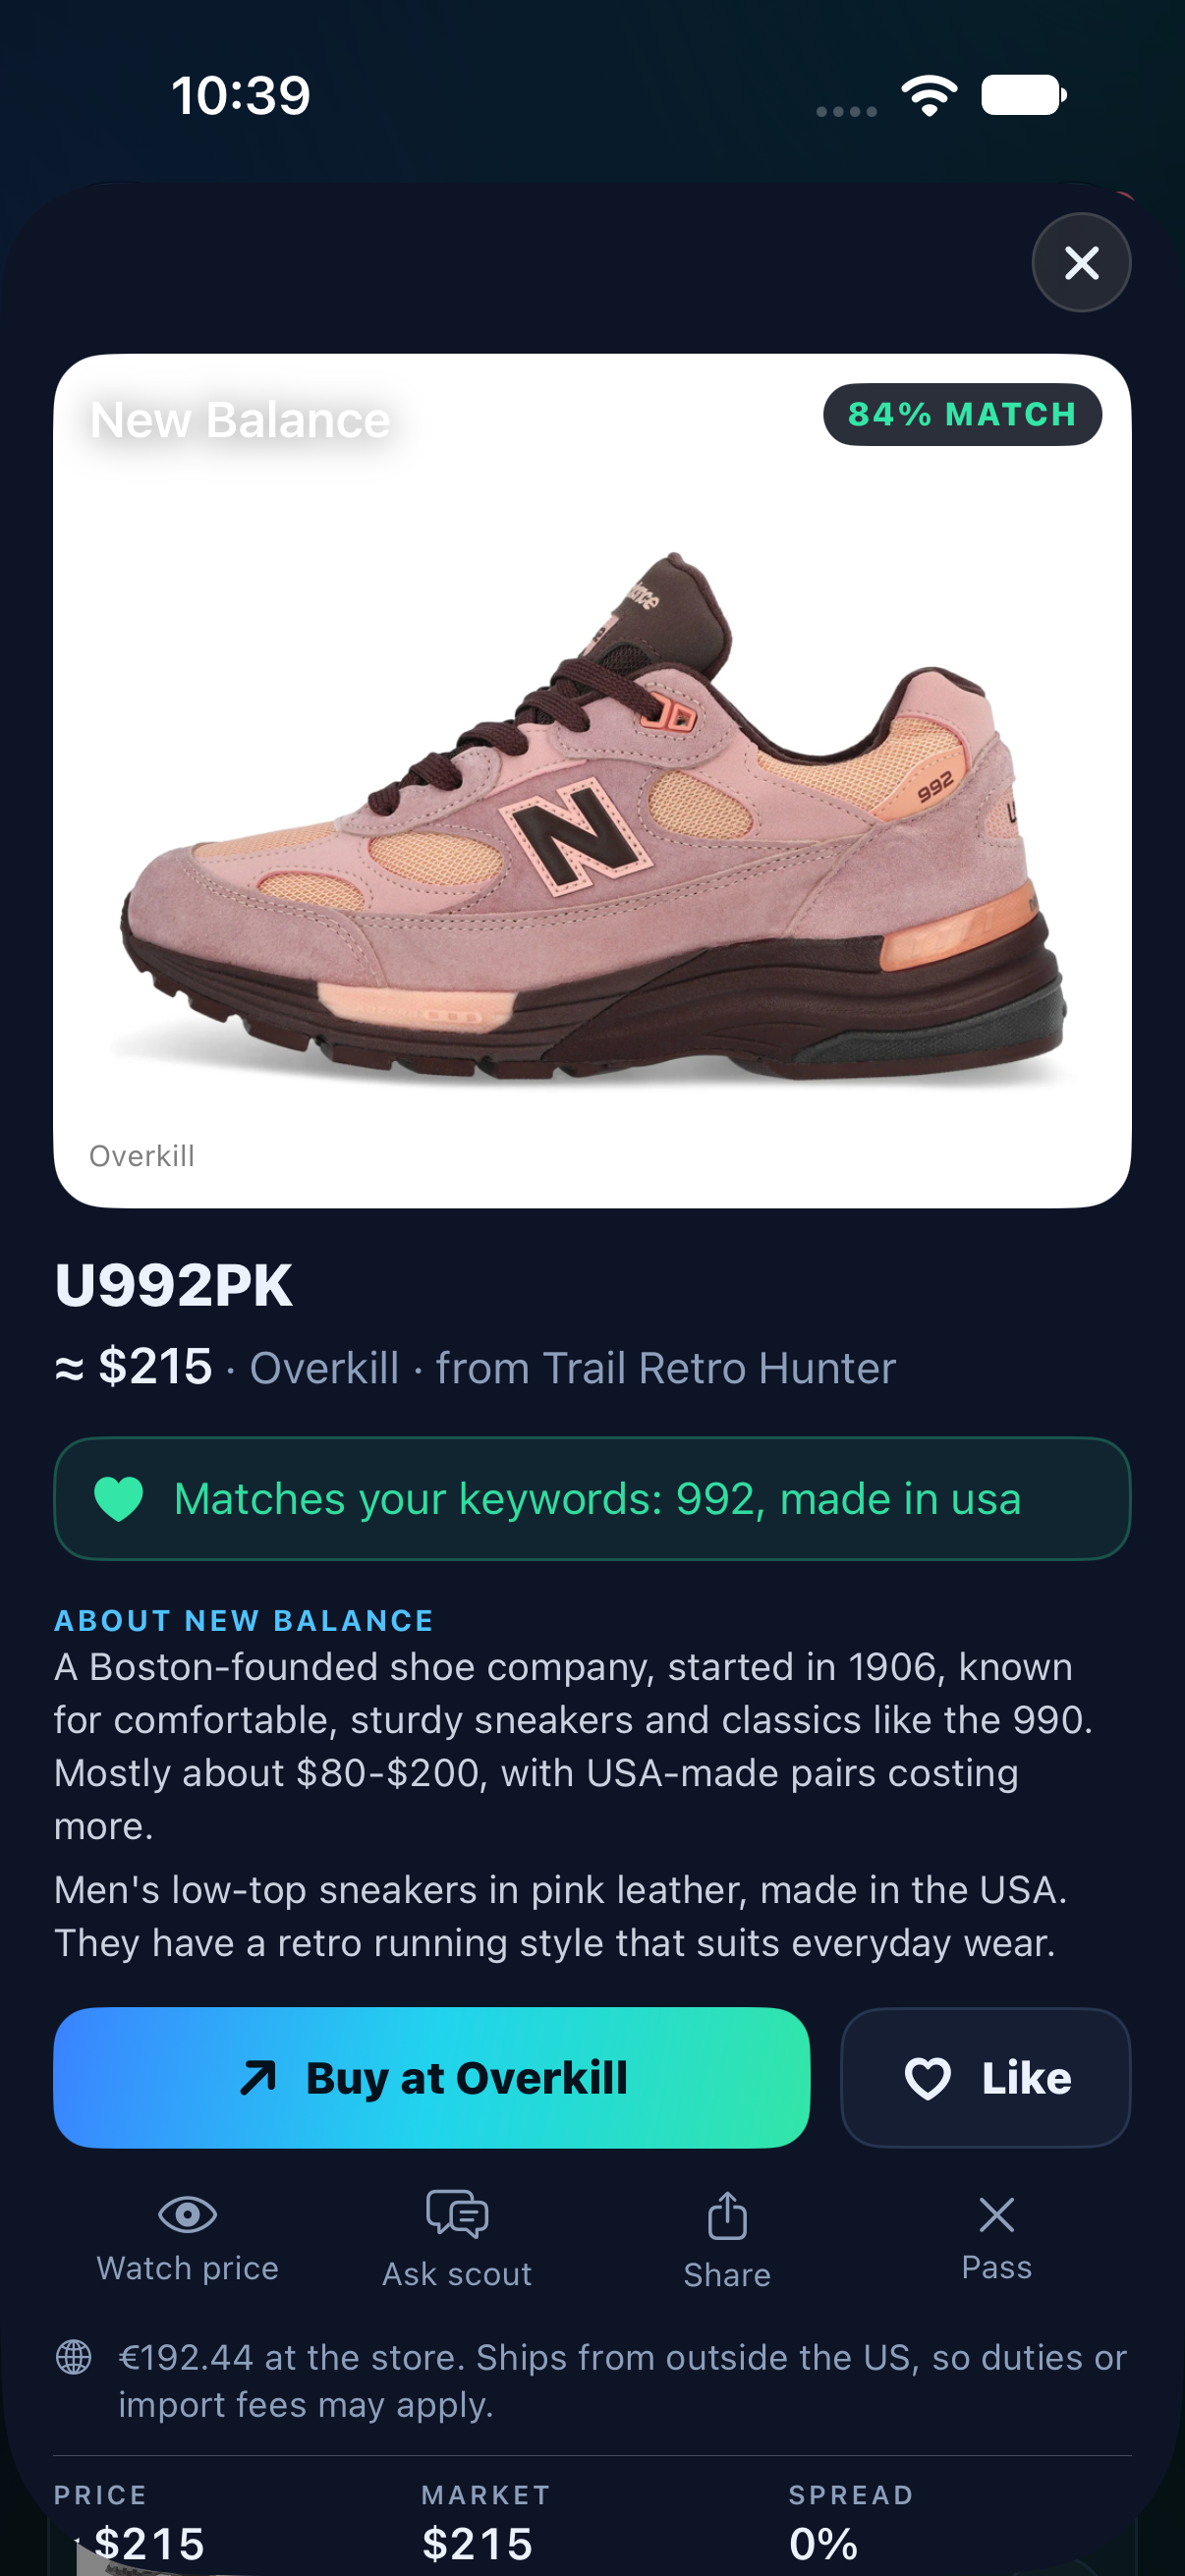 10:39
New Balance
84% MATCH
992
N
Overkill
U992PK
≈ $215 · Overkill · from Trail Retro Hunter
Matches your keywords: 992, made in usa
ABOUT NEW BALANCE
A Boston-founded shoe company, started in 1906, known
for comfortable, sturdy sneakers and classics like the 990.
Mostly about $80-$200, with USA-made pairs costing
more.
Men's low-top sneakers in pink leather, made in the USA.
They have a retro running style that suits everyday wear.
Buy at Overkill
Like
Watch price
Ask scout
Share
Pass
€192.44 at the store. Ships from outside the US, so duties or
import fees may apply.
PRICE
MARKET
SPREAD
$215
$215
0%